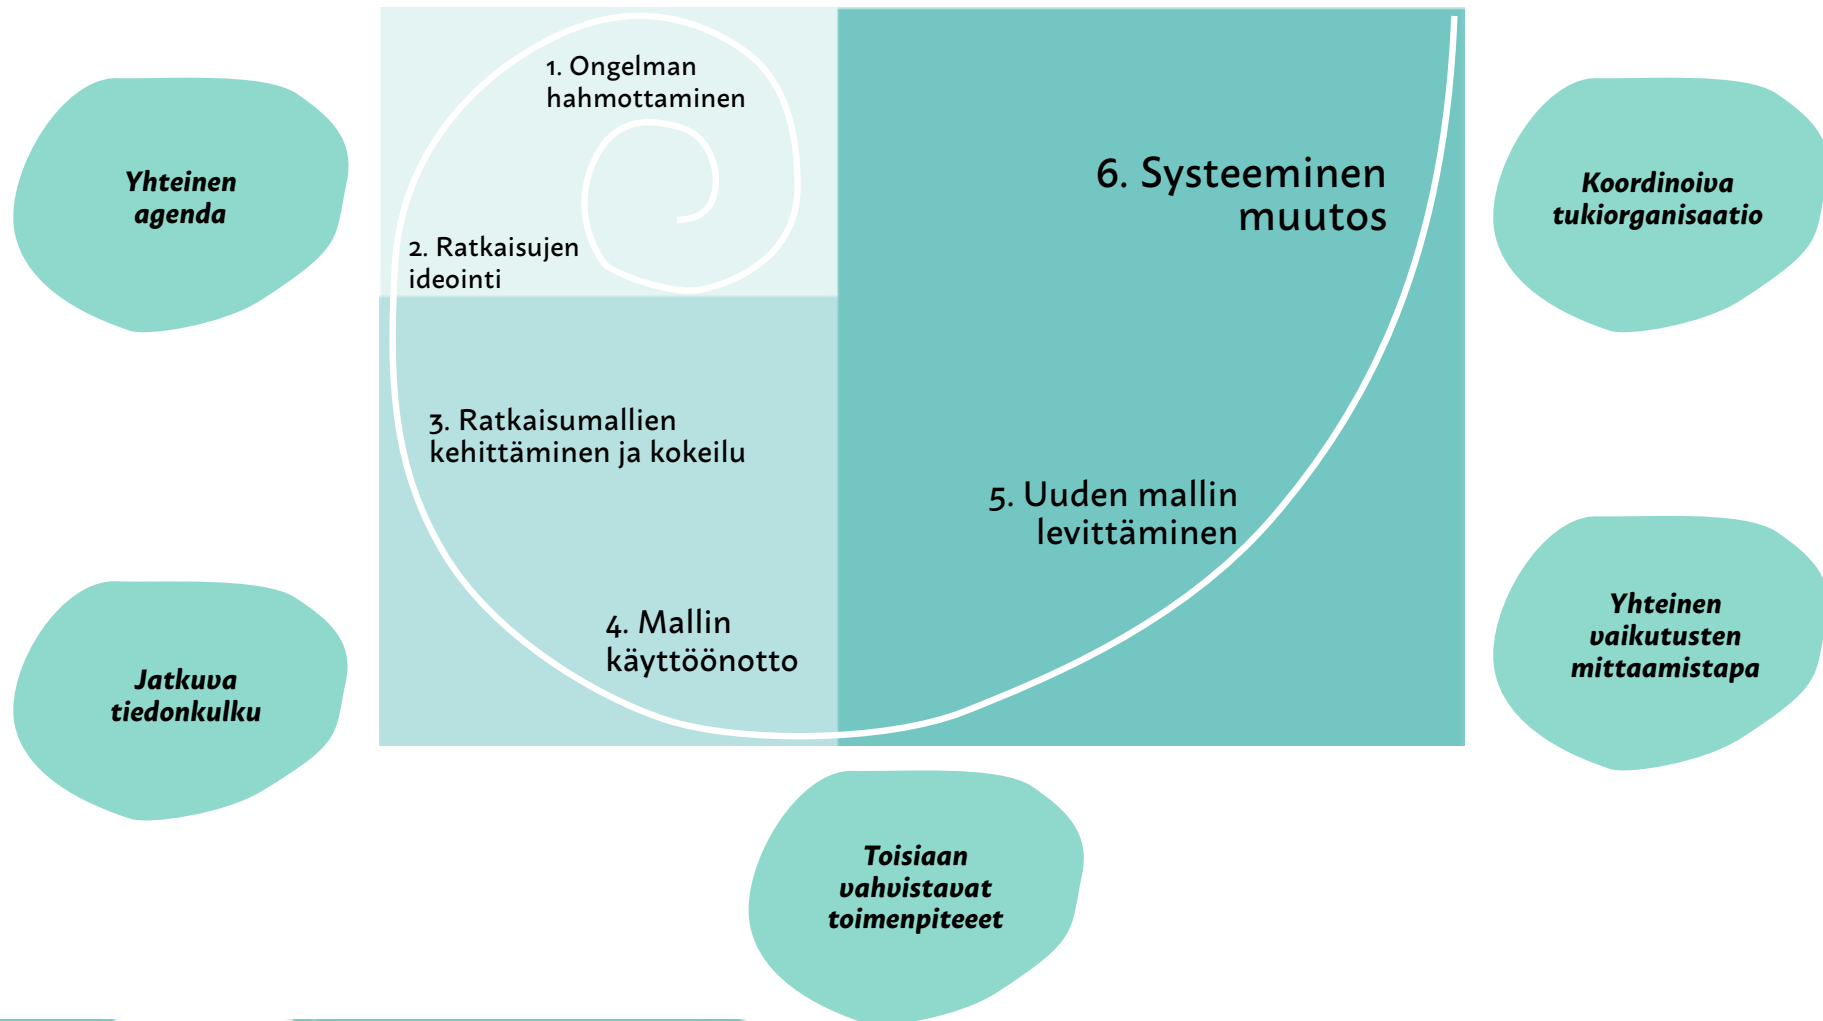 1. Ongelman
hahmottaminen
2. Ratkaisujen
ideointi
3. Ratkaisumallien
kehittäminen ja kokeilu
4. Mallin
käyttöönotto
5. Uuden mallin
levittäminen
6. Systeeminen
muutos
Yhteinen
agenda
Jatkuva
tiedonkulku
Toisiaan
vahvistavat
toimenpiteeet
Yhteinen
vaikutusten
mittaamistapa
Koordinoiva
tukiorganisaatio